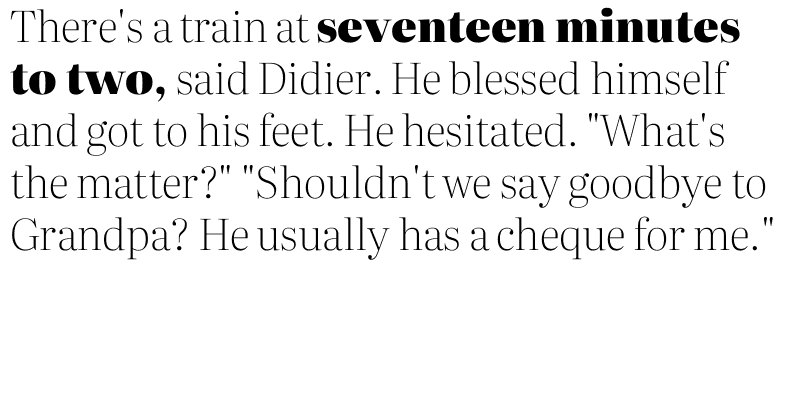 There's a train at seventeen minutes
to two, said Didier. He blessed himself
and got to his feet. He hesitated. "What's
the matter?" "Shouldn't we say goodbye to
Grandpa? He usually has a cheque for me."